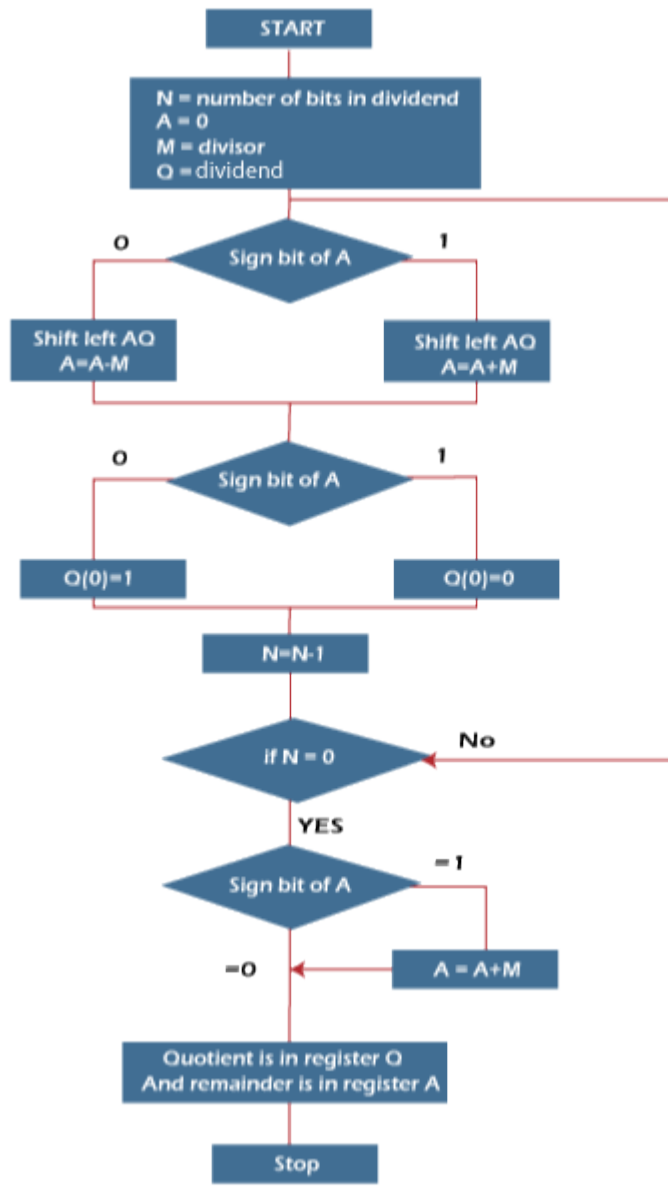 START
N = number of bits in dividend
A = 0
M = divisor
Q = dividend
Sign bit of A
0
1
Shift left AQ
A=A-M
Shift left AQ
A=A+M
Sign bit of A
0
1
Q(0)=1
Q(0)=0
N=N-1
if N = 0
No
YES
Sign bit of A
=1
=0
A = A+M
Quotient is in register Q
And remainder is in register A
Stop